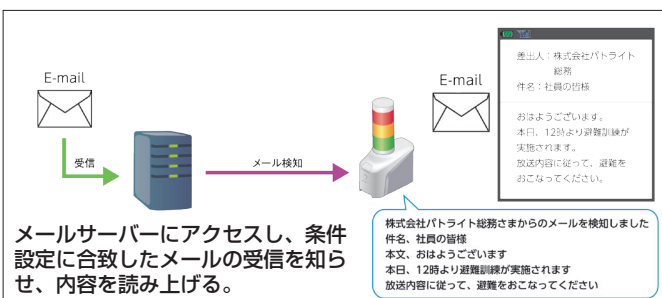 E-mail
受信
メール検知
E-mail
差出人：株式会社パトライト
総務
件名：社員の皆様
おはようございます。
本日、12時より避難訓練が
実施されます。
放送内容に従って、避難を
おこなってください。
メールサーバーにアクセスし、条件
設定に合致したメールの受信を知ら
せ、内容を読み上げる。
株式会社パトライト総務さまからのメールを検知しました
件名、社員の皆様
本文、おはようございます
本日、12時より避難訓練が実施されます
放送内容に従って、避難をおこなってください